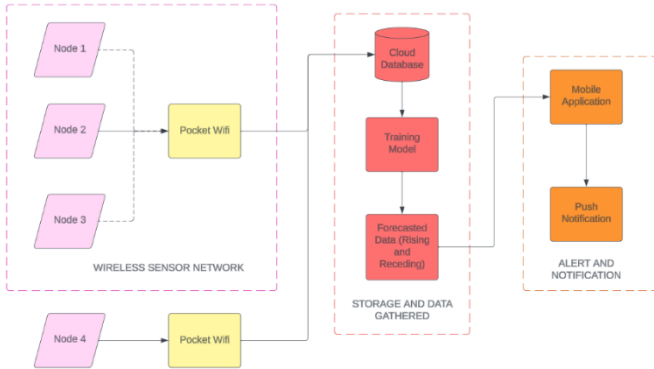 Node 1
Node 2
Pocket Wifi
Node 3
WIRELESS SENSOR NETWORK
Node 4
Pocket Wifi
Cloud
Database
Training
Model
Forecasted
Data (Rising
and
Receding)
STORAGE AND DATA
GATHERED
Mobile
Application
Push
Notification
ALERT AND
NOTIFICATION